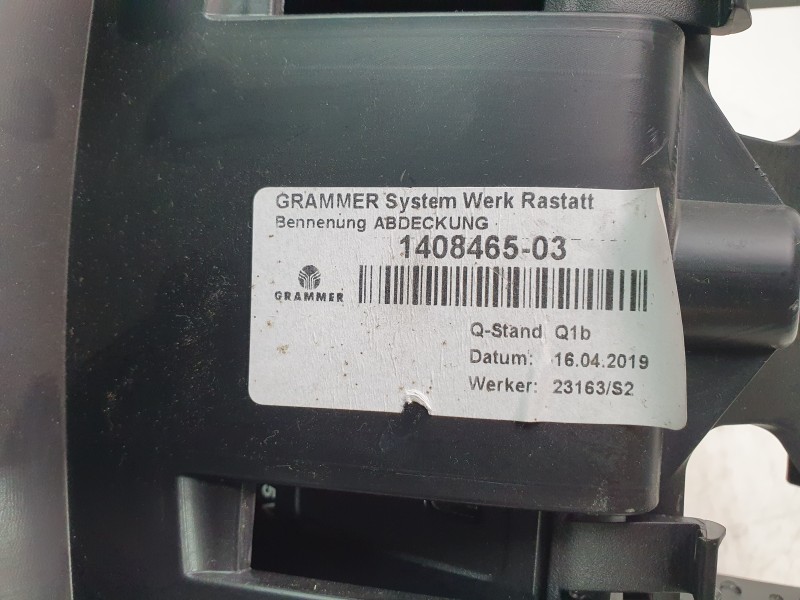 GRAMMER System Werk Rastatt
Bennenung ABDECKUNG
1408465-03
GRAMMER
Q-Stand Q1b
Datum: 16.04.2019
Werker: 23163/S2